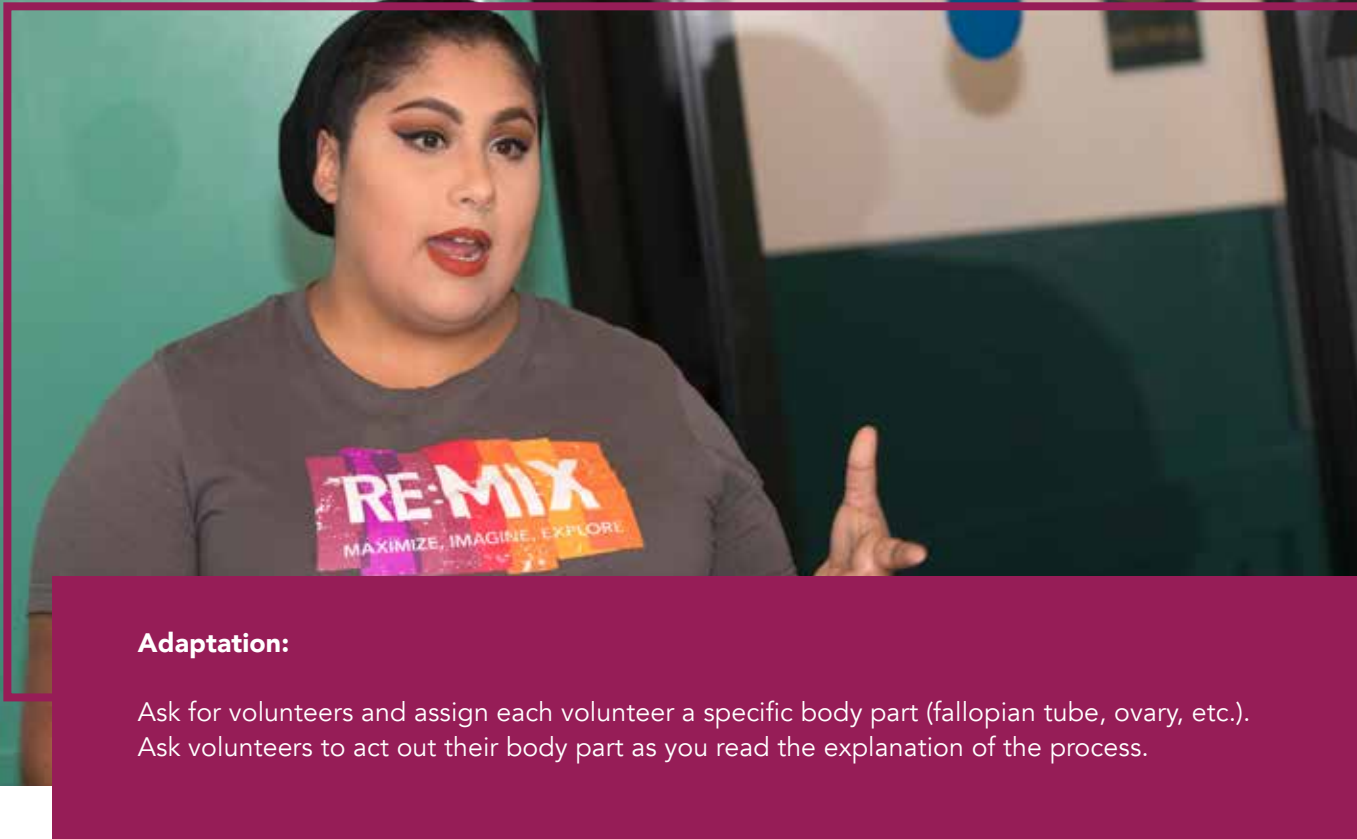 RE:MIX
MAXIMIZE, IMAGINE, EXPLORE
Adaptation:
Ask for volunteers and assign each volunteer a specific body part (fallopian tube, ovary, etc.).
Ask volunteers to act out their body part as you read the explanation of the process.